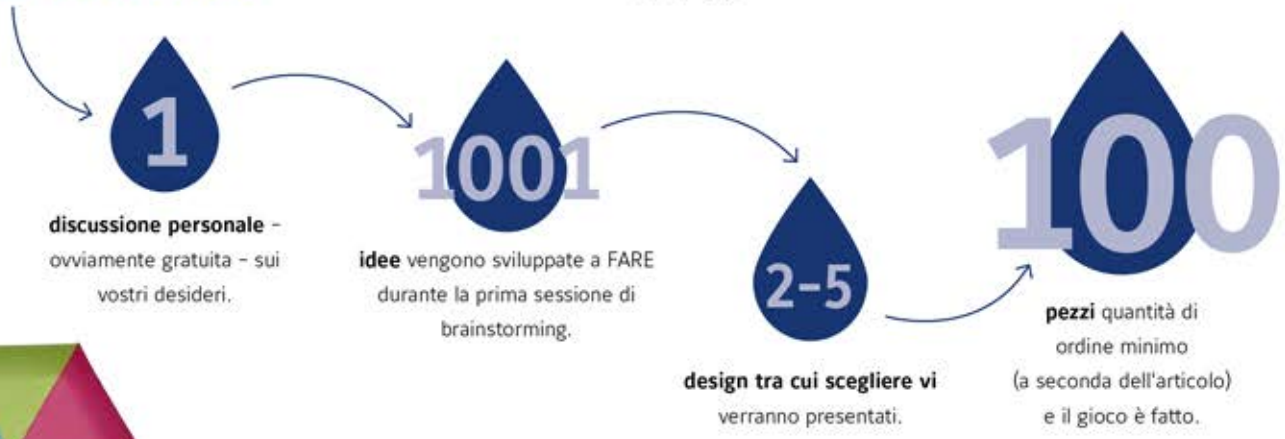 1
discussione personale –
ovviamente gratuita – sui
vostri desideri.
1001
idee vengono sviluppate a FARE
durante la prima sessione di
brainstorming.
2-5
design tra cui scegliere vi
verranno presentati.
100
pezzi quantità di
ordine minimo
(a seconda dell'articolo)
e il gioco è fatto.